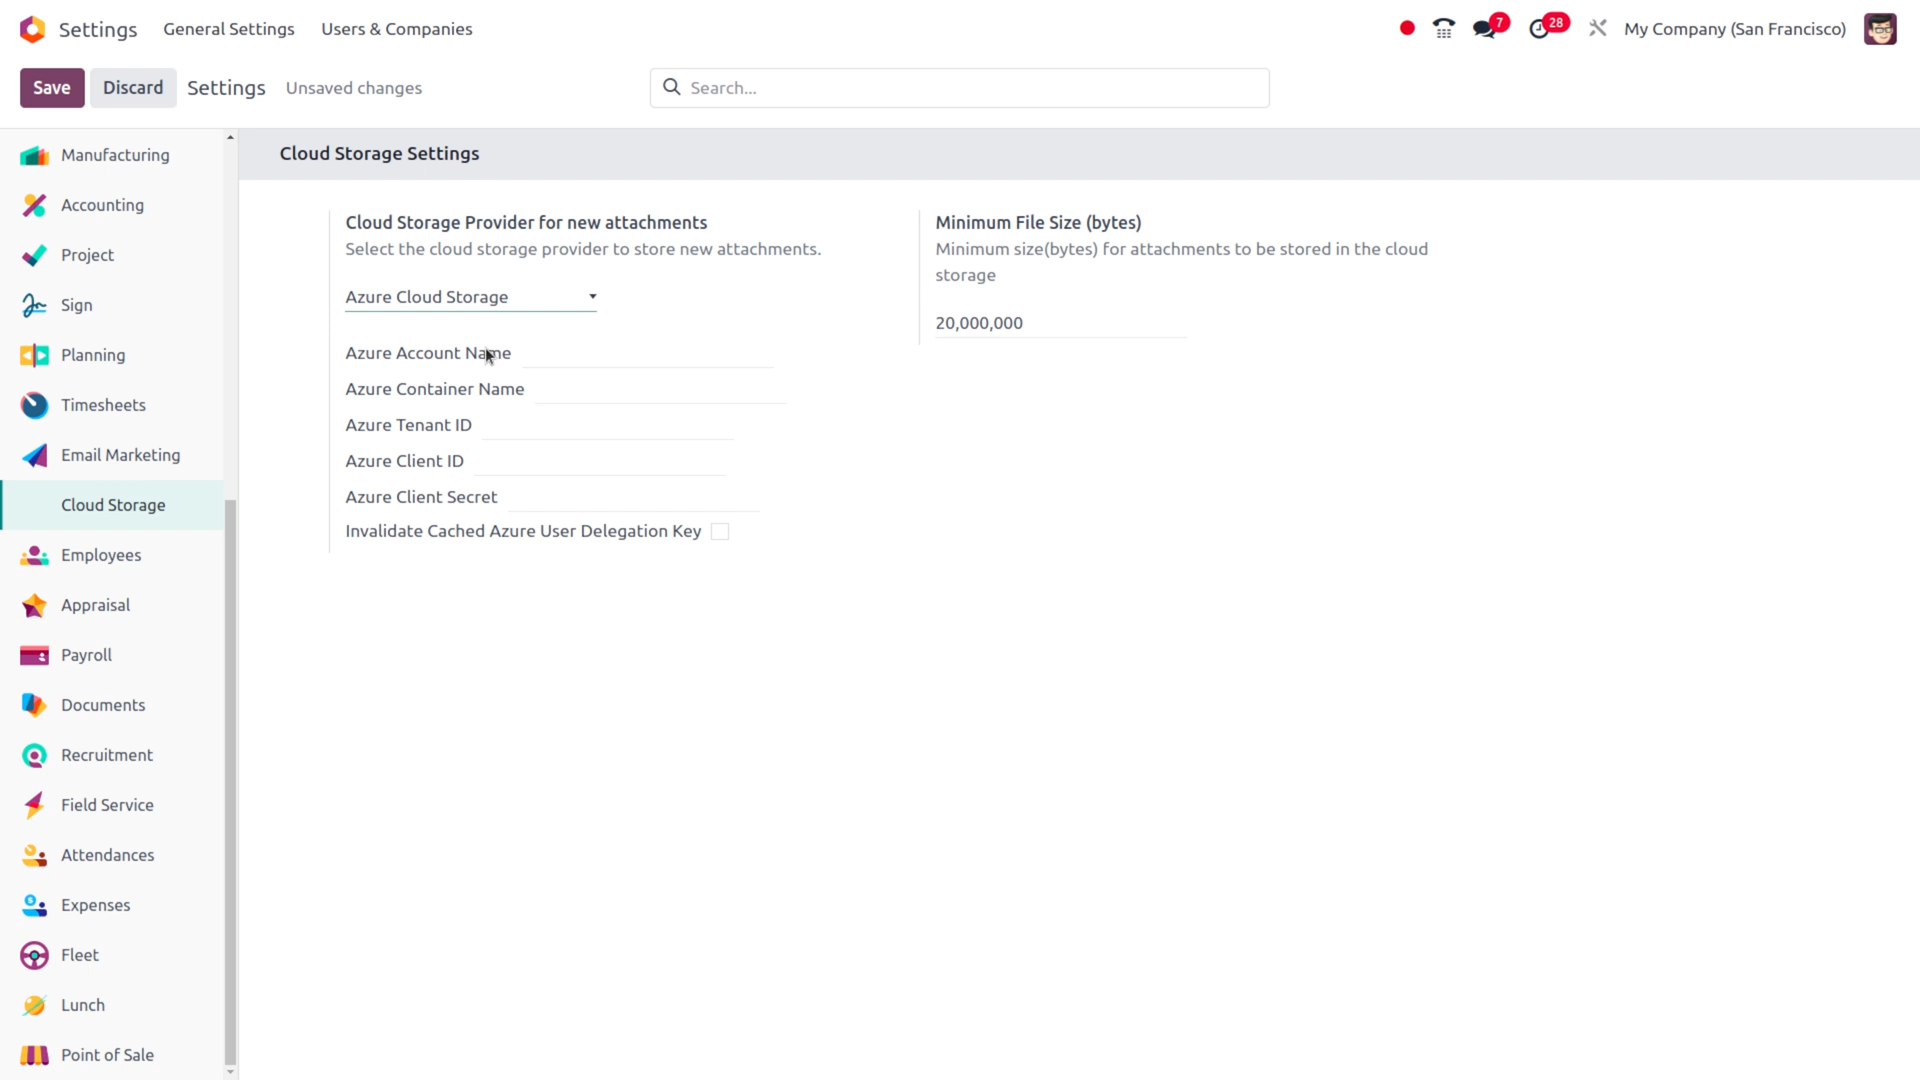 Settings
General Settings
Users & Companies
7
28
My Company (San Francisco)
Save
Discard
Settings
Unsaved changes
Search...
Manufacturing
Accounting
Project
Sign
Planning
Timesheets
Email Marketing
Cloud Storage
Employees
Appraisal
Payroll
Documents
Recruitment
Field Service
Attendances
Expenses
Fleet
Lunch
Point of Sale
Cloud Storage Settings
Cloud Storage Provider for new attachments
Select the cloud storage provider to store new attachments.
Azure Cloud Storage
Azure Account Name
Azure Container Name
Azure Tenant ID
Azure Client ID
Azure Client Secret
Invalidate Cached Azure User Delegation Key
Minimum File Size (bytes)
Minimum size(bytes) for attachments to be stored in the cloud
storage
20,000,000